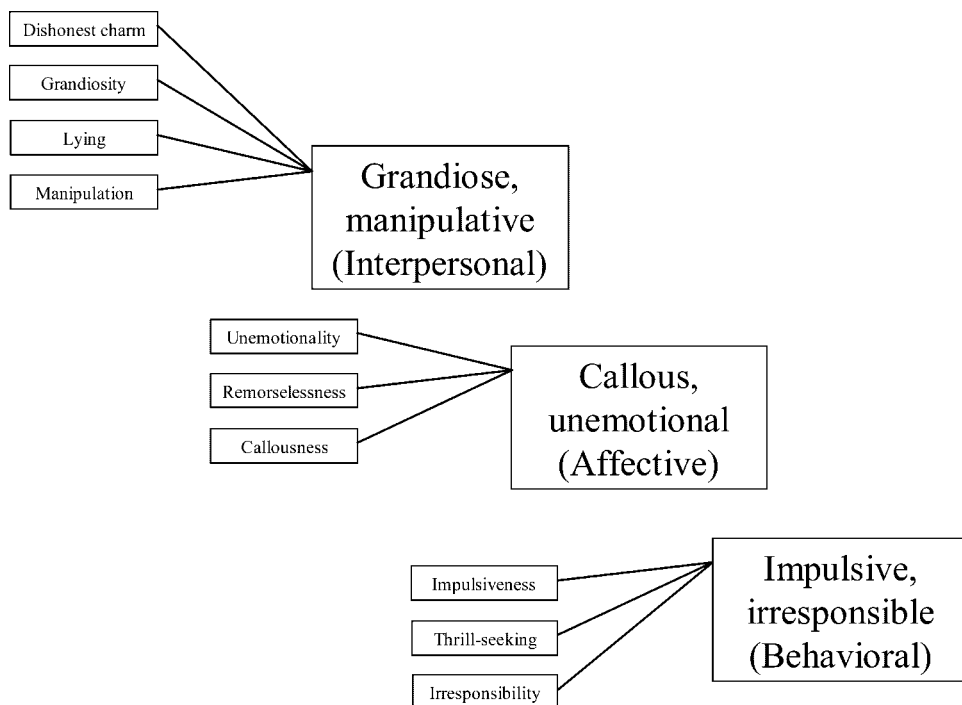 Dishonest charm
Grandiosity
Lying
Manipulation
Grandiose,
manipulative
(Interpersonal)
Unemotionality
Remorselessness
Callousness
Callous,
unemotional
(Affective)
Impulsiveness
Thrill-seeking
Irresponsibility
Impulsive,
irresponsible
(Behavioral)